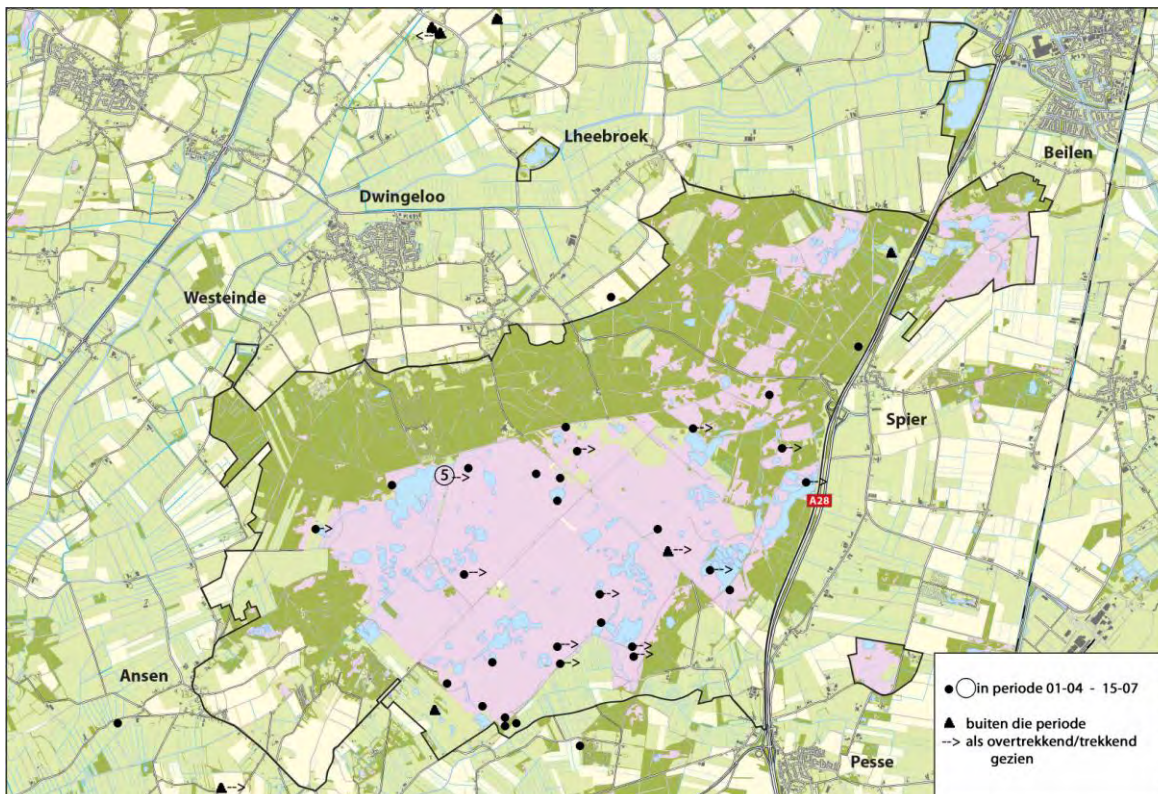 Lheebroek
Beilen
Dwingeloo
Westeinde
Spier
5
A28
Ansen
Pesse
in periode 01-04 - 15-07
buiten die periode
--> als overtrekkend/trekkend
gezien